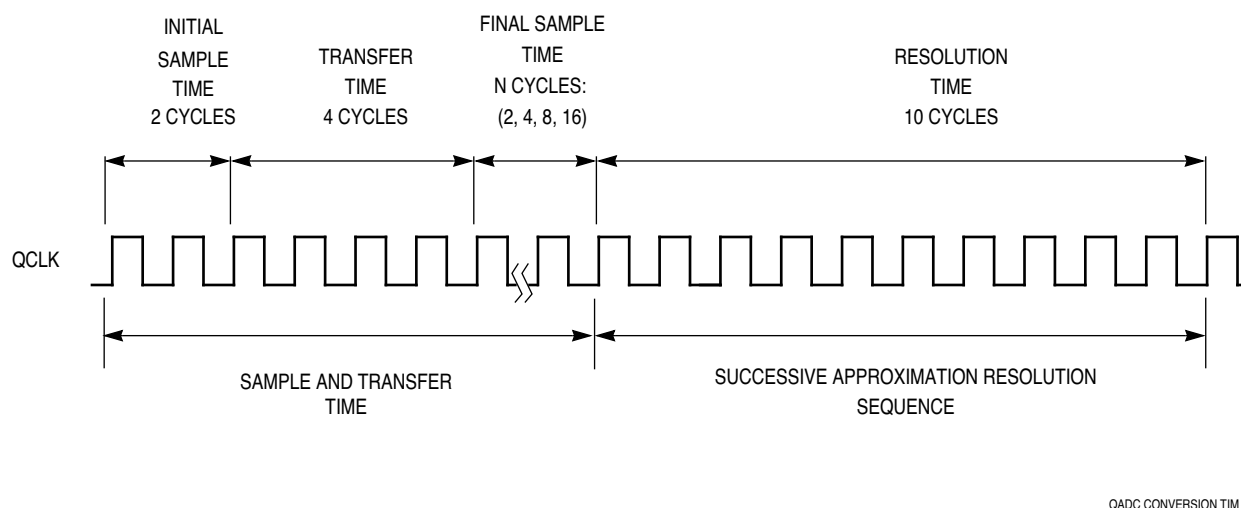 INITIAL
SAMPLE
TIME
2 CYCLES
TRANSFER
TIME
4 CYCLES
FINAL SAMPLE
TIME
N CYCLES:
(2, 4, 8, 16)
RESOLUTION
TIME
10 CYCLES
QCLK
SAMPLE AND TRANSFER
TIME
SUCCESSIVE APPROXIMATION RESOLUTION
SEQUENCE
QADC CONVERSION TIM